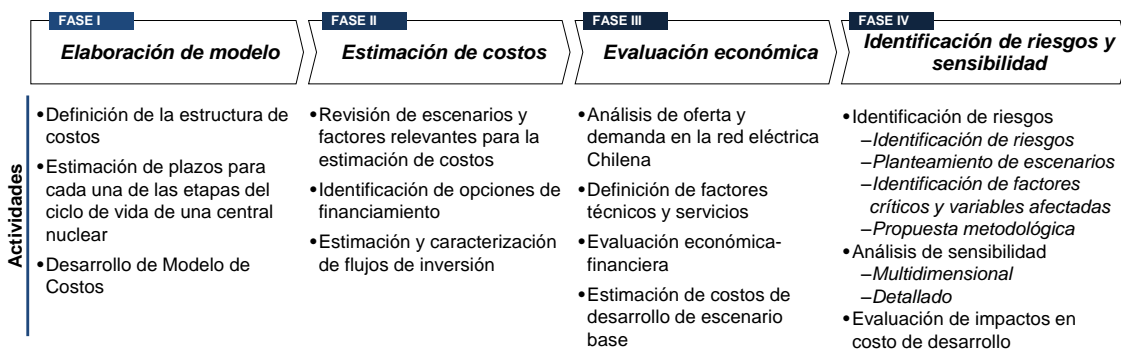 FASE I
Elaboración de modelo
FASE II
Estimación de costos
FASE III
Evaluación económica
FASE IV
Identificación de riesgos y
sensibilidad
Actividades
•Definición de la estructura de
costos
•Estimación de plazos para
cada una de las etapas del
ciclo de vida de una central
nuclear
•Desarrollo de Modelo de
Costos
•Revisión de escenarios y
factores relevantes para la
estimación de costos
•Identificación de opciones de
financiamiento
•Estimación y caracterización
de flujos de inversión
•Análisis de oferta y
demanda en la red eléctrica
Chilena
•Definición de factores
técnicos y servicios
•Evaluación económica-
financiera
•Estimación de costos de
desarrollo de escenario
base
•Identificación de riesgos
–Identificación de riesgos
–Planteamiento de escenarios
–Identificación de factores
críticos y variables afectadas
–Propuesta metodológica
•Análisis de sensibilidad
–Multidimensional
–Detallado
•Evaluación de impactos en
costo de desarrollo